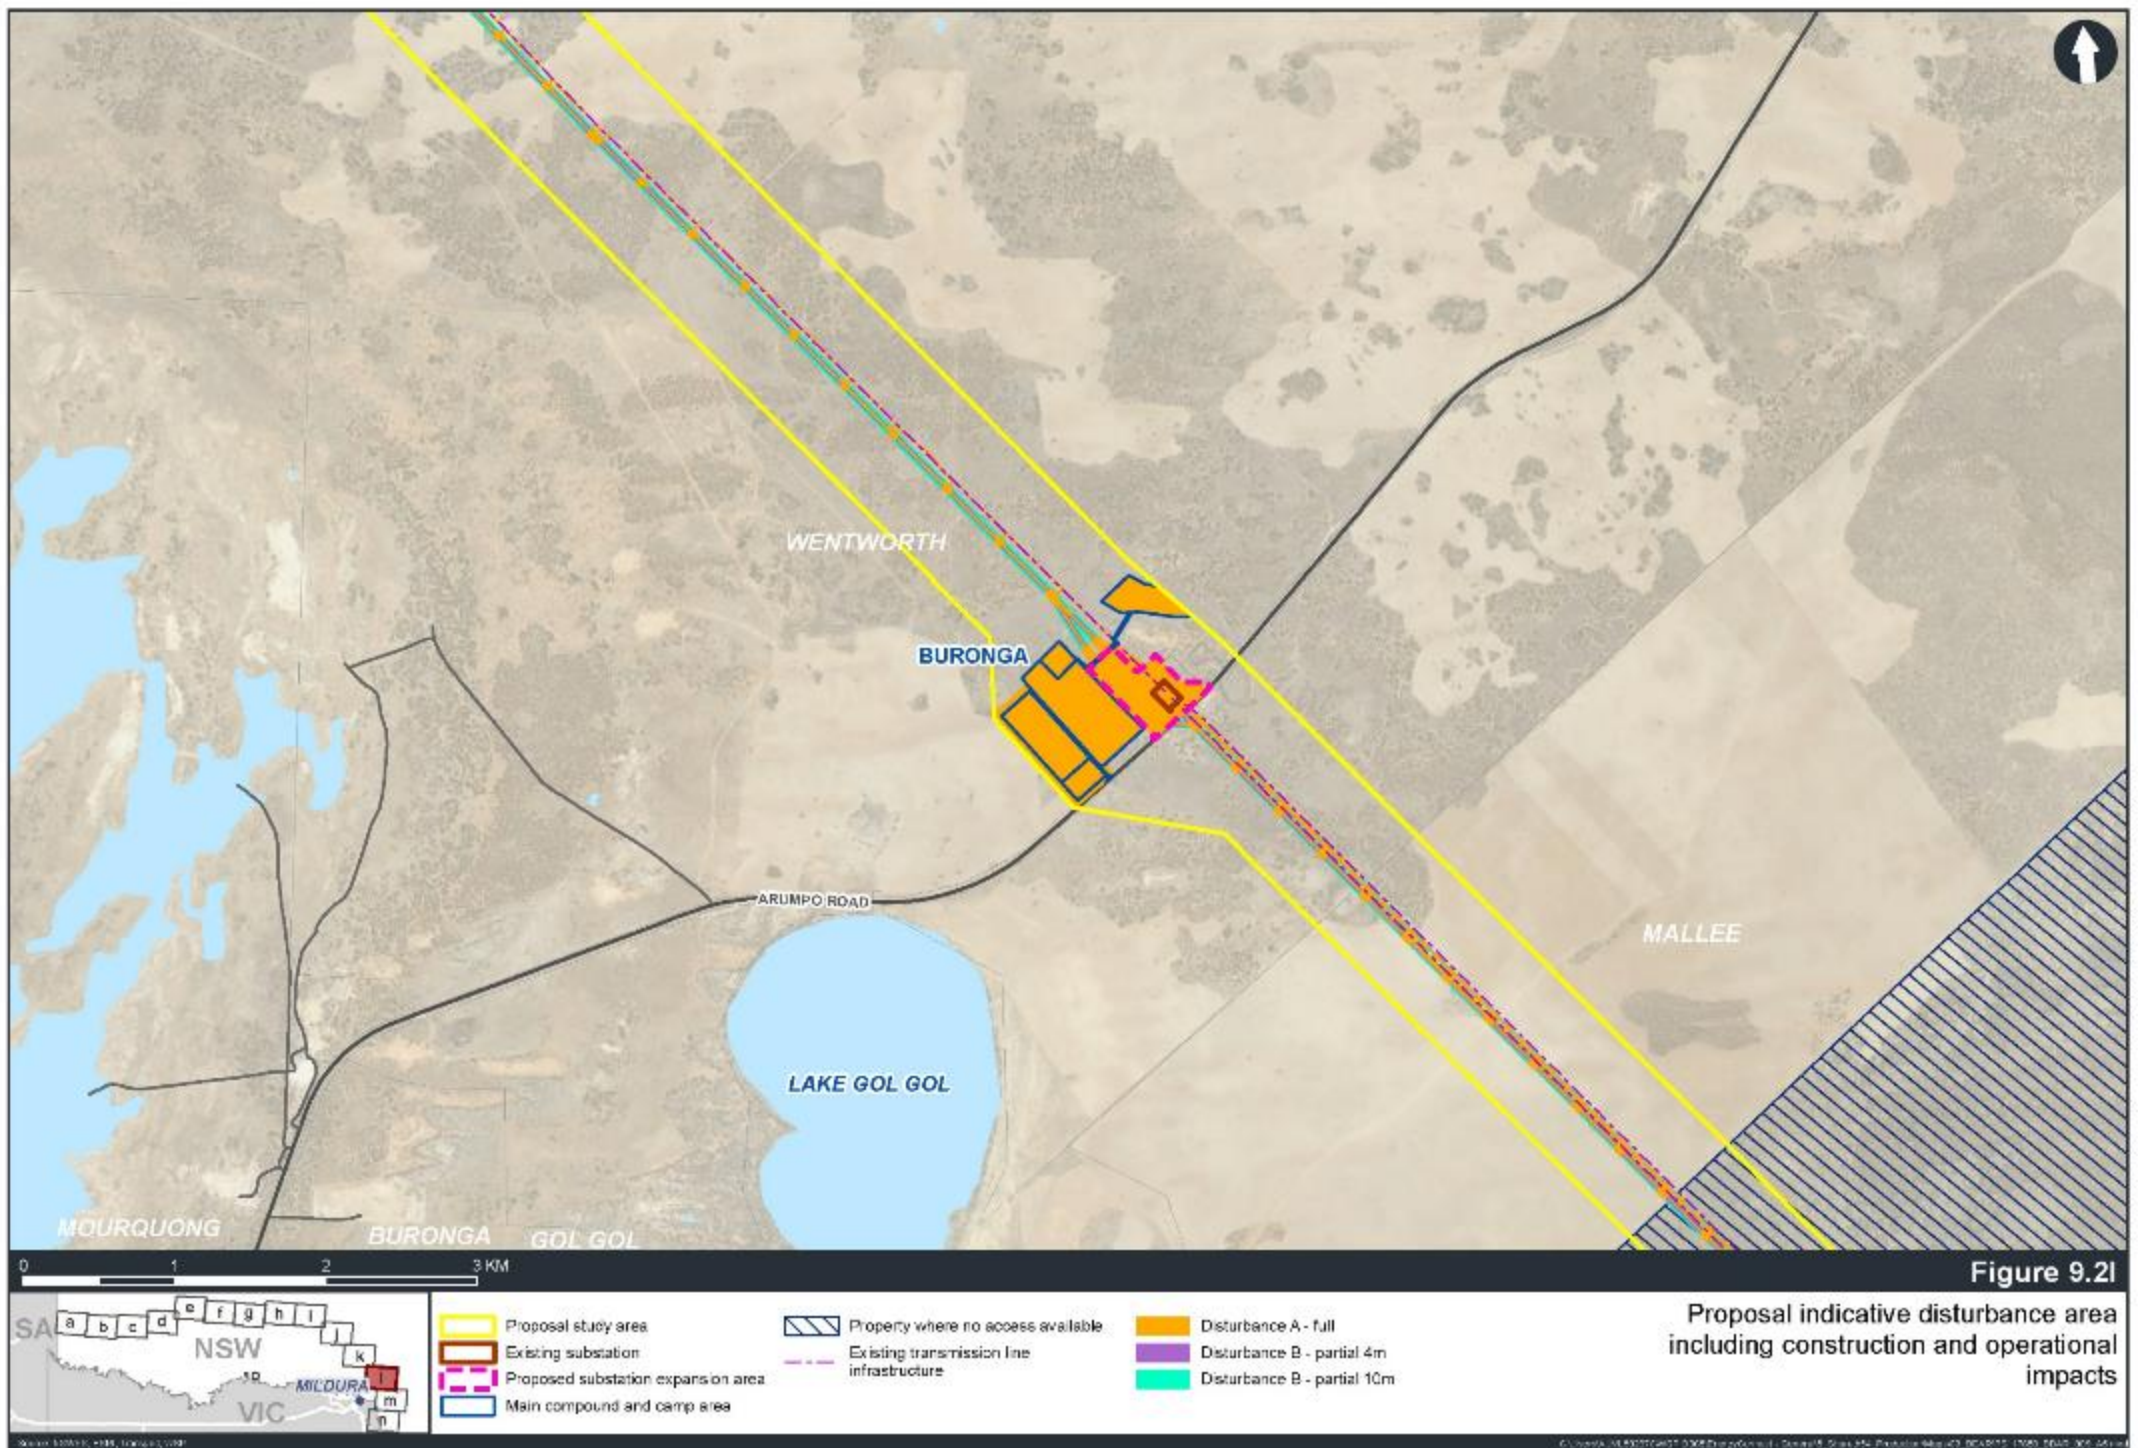 WENTWORTH
BURONGA
ARUMPO ROAD
MALLEE
LAKE GOL GOL
MOURQUONG
BURONGA
GOL GOL
0 1 2 3 KM
Figure 9.2l
SA
a b c d e f g h i
j
NSW
k
l
MILDURA
m
VIC
n
Proposal study area
Existing substation
Proposed substation expansion area
Main compound and camp area
Property where no access available
Existing transmission line
infrastructure
Disturbance A - full
Disturbance B - partial 4m
Disturbance B - partial 10m
Proposal indicative disturbance area
including construction and operational
impacts